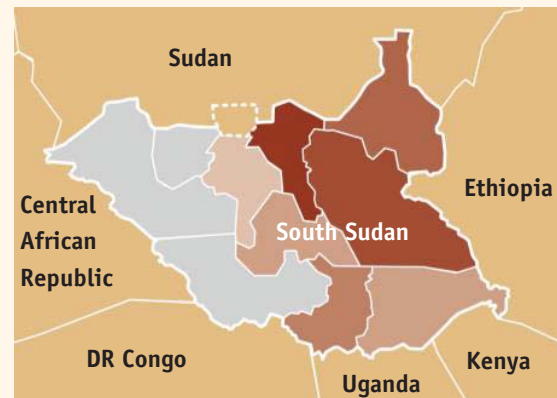 Sudan
Ethiopia
Central
African
Republic
South Sudan
DR Congo
Uganda
Kenya